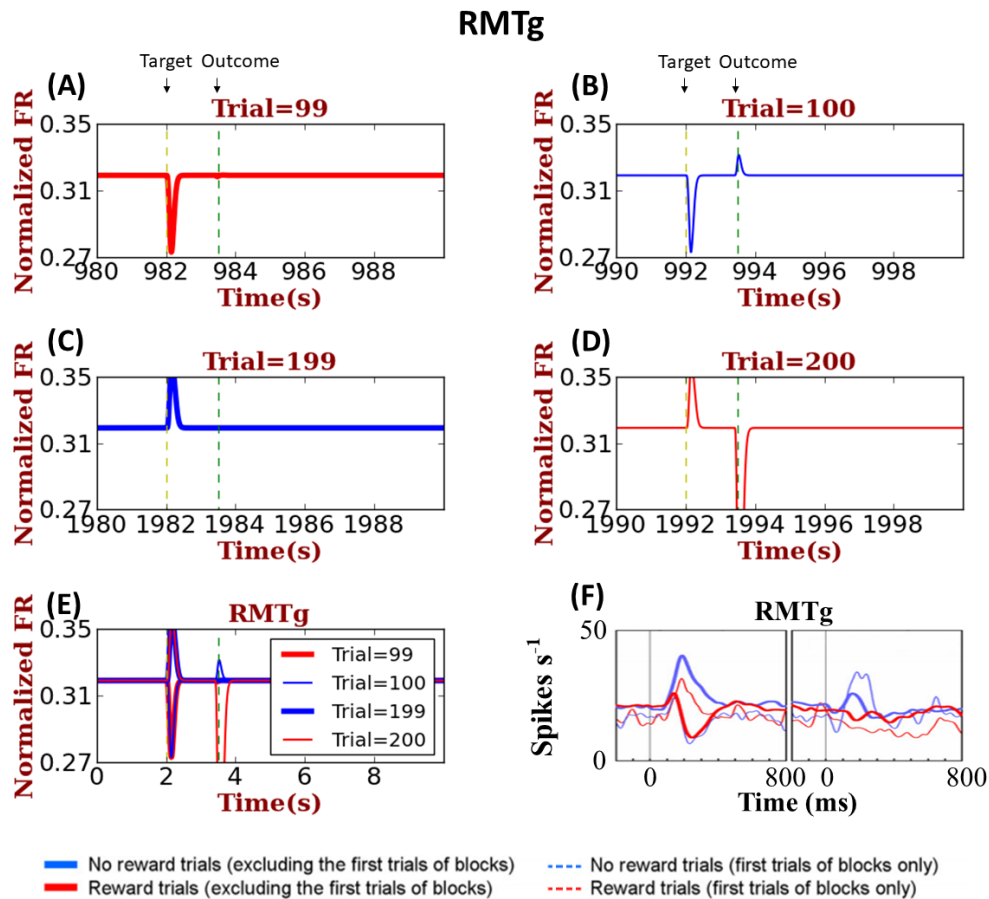 RMTg
Target Outcome
(A)
Trial=99
Normalized FR
0.35
0.31
0.27
980 982 984 986 988
Time(s)
Target Outcome
(B)
Trial=100
Normalized FR
0.35
0.31
0.27
990 992 994 996 998
Time(s)
(C)
Trial=199
Normalized FR
0.35
0.31
0.27
1980 1982 1984 1986 1988
Time(s)
(D)
Trial=200
Normalized FR
0.35
0.31
0.27
1990 1992 1994 1996 1998
Time(s)
(E)
RMTg
Normalized FR
0.35
0.31
0.27
Trial=99
Trial=100
Trial=199
Trial=200
0 2 4 6 8
Time(s)
(F)
RMTg
Spikes s⁻¹
50
0
0 800 0 800
Time (ms)
No reward trials (excluding the first trials of blocks)
Reward trials (excluding the first trials of blocks)
No reward trials (first trials of blocks only)
Reward trials (first trials of blocks only)